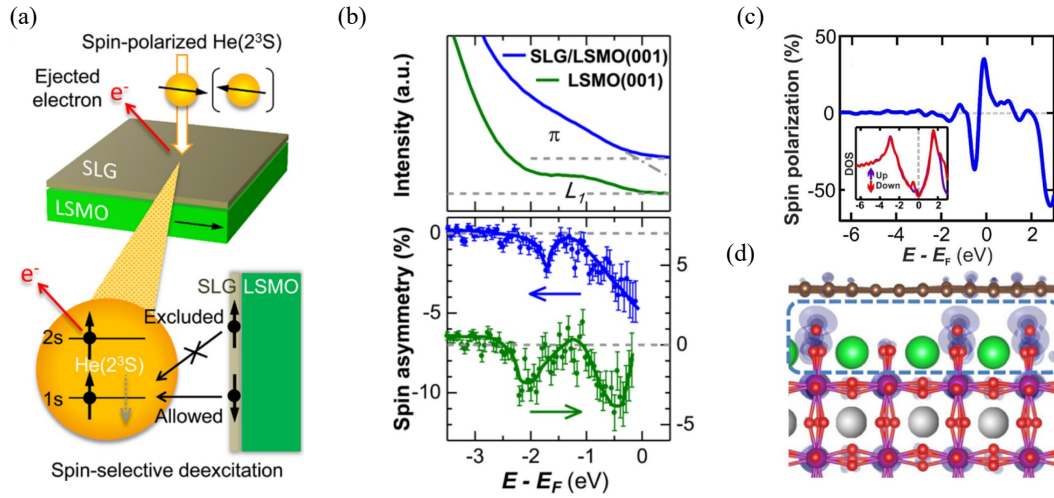 (a)
Spin-polarized He(2³S)
Ejected
electron
e⁻
SLG
LSMO
SLG LSMO
e⁻
Excluded
2s
He(2³S)
1s
Allowed
Spin-selective deexcitation
(b)
Intensity (a.u.)
SLG/LSMO(001)
LSMO(001)
π
L₁
Spin asymmetry (%)
0
-5
-10
5
0
5
0
-5
-3 -2 -1 0
E - E_F (eV)
(c)
Spin polarization (%)
50
0
-50
DOS
Up
Down
-6 -4 -2 0 2
-6 -4 -2 0 2
E - E_F (eV)
(d)